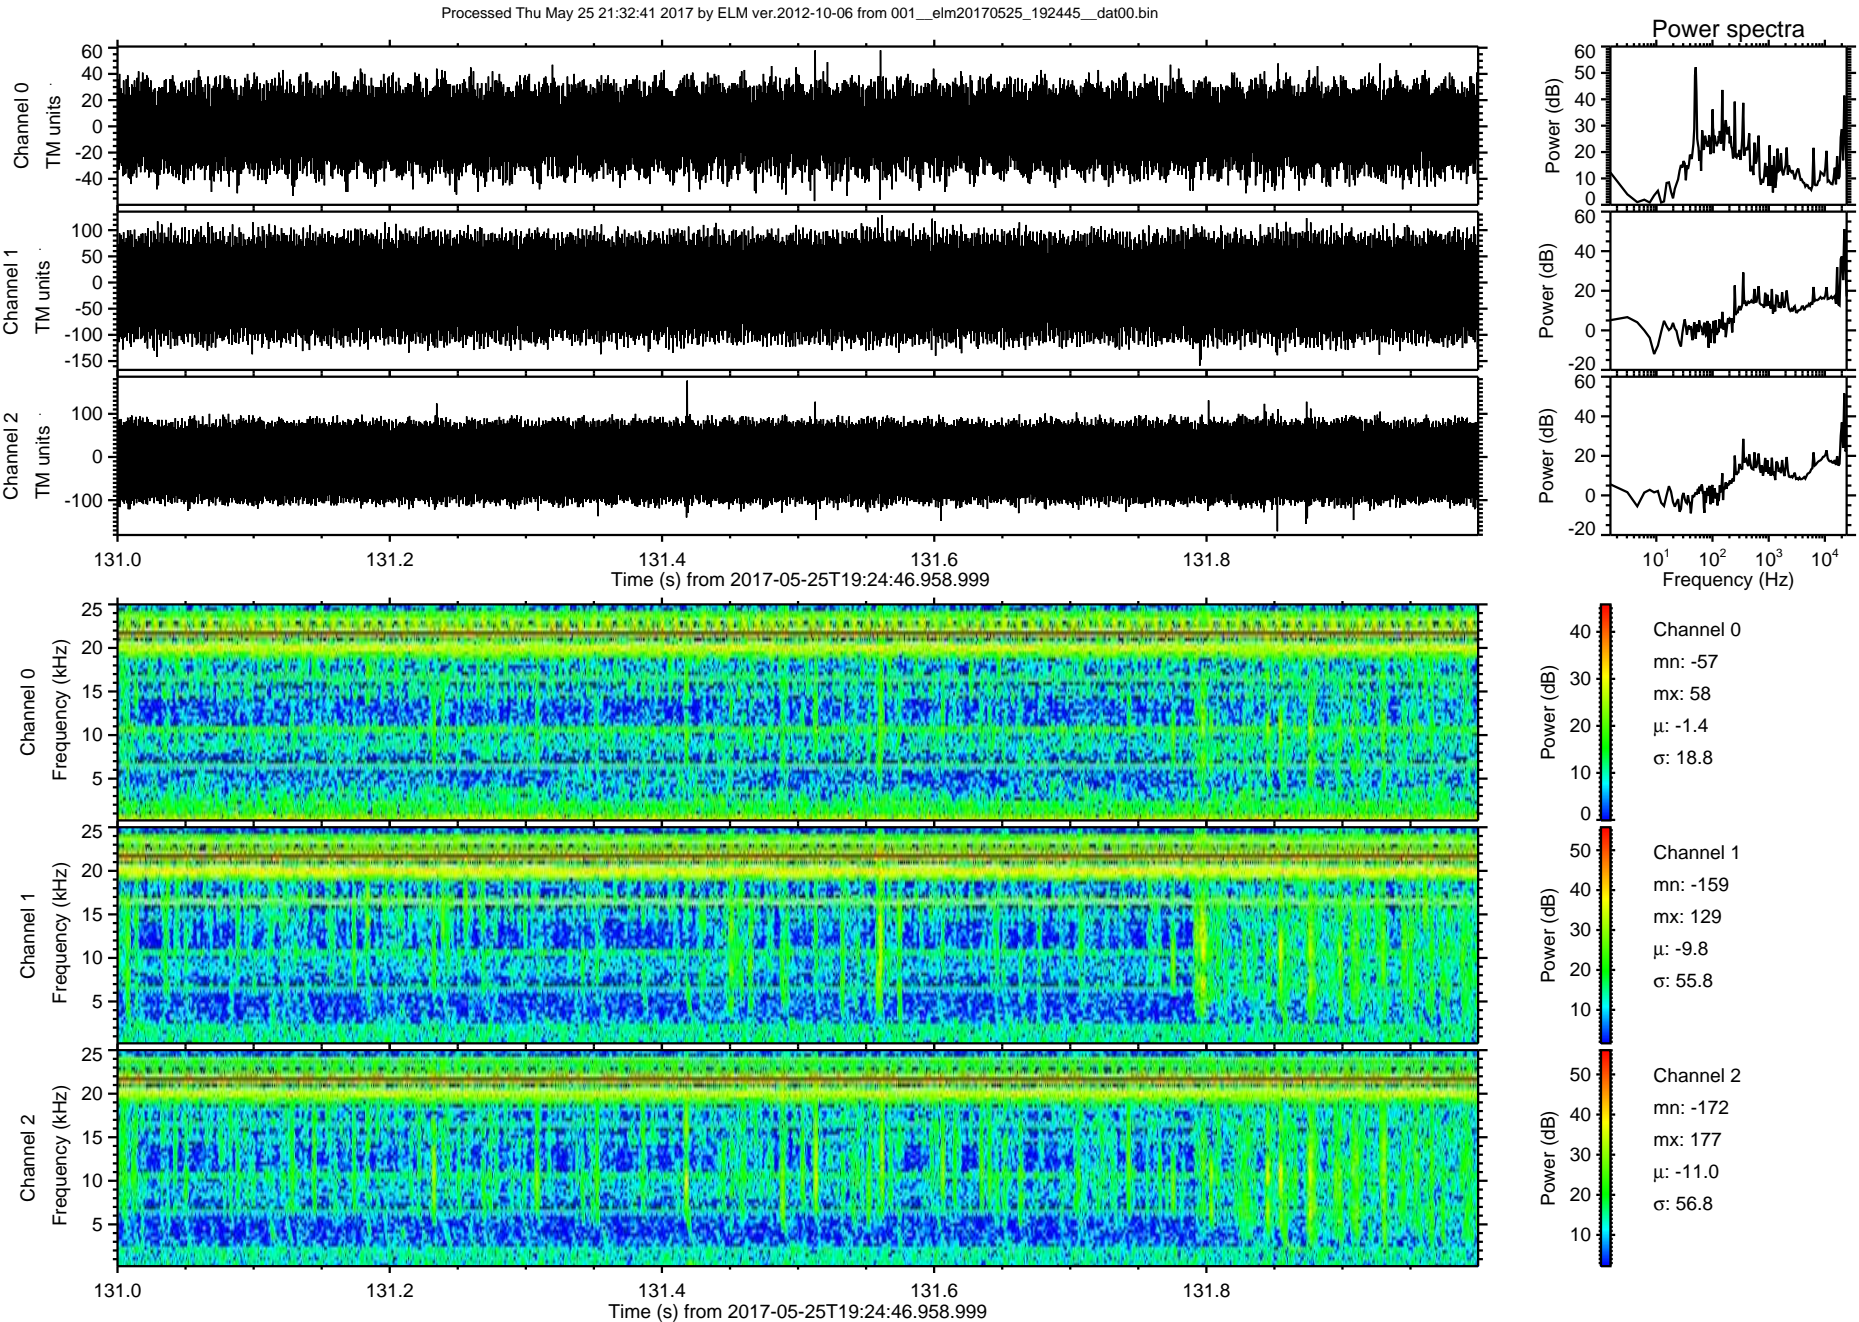 Processed Thu May 25 21:32:41 2017 by ELM ver.2012-10-06 from 001__elm20170525_192445__dat00.bin
Power spectra
Channel 0
TM units
60
40
20
0
-20
-40
Power (dB)
60
50
40
30
20
10
0
Channel 1
TM units
100
50
0
-50
-100
-150
Power (dB)
60
40
20
0
-20
Channel 2
TM units
100
0
-100
Power (dB)
60
40
20
0
-20
131.0 131.2 131.4 131.6 131.8
Time (s) from 2017-05-25T19:24:46.958.999
10^1 10^2 10^3 10^4
Frequency (Hz)
Channel 0
Frequency (kHz)
25
20
15
10
5
Power (dB)
40
30
20
10
0
Channel 0
mn: -57
mx: 58
μ: -1.4
σ: 18.8
Channel 1
Frequency (kHz)
25
20
15
10
5
Power (dB)
50
40
30
20
10
Channel 1
mn: -159
mx: 129
μ: -9.8
σ: 55.8
Channel 2
Frequency (kHz)
25
20
15
10
5
Power (dB)
50
40
30
20
10
Channel 2
mn: -172
mx: 177
μ: -11.0
σ: 56.8
131.0 131.2 131.4 131.6 131.8
Time (s) from 2017-05-25T19:24:46.958.999